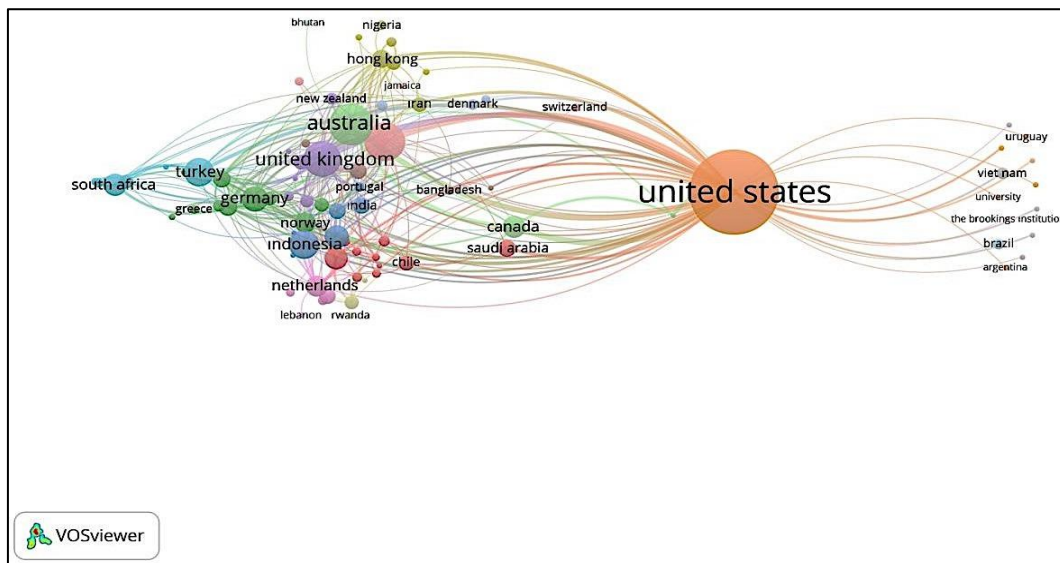 bhutan
nigeria
hong kong
jamaica
new zealand
iran
denmark
switzerland
australia
uruguay
united kingdom
turkey
viet nam
south africa
portugal
bangladesh
germany
india
united states
university
greece
norway
canada
the brookings institutio
indonesia
saudi arabia
brazil
chile
argentina
netherlands
lebanon
rwanda
VOSviewer